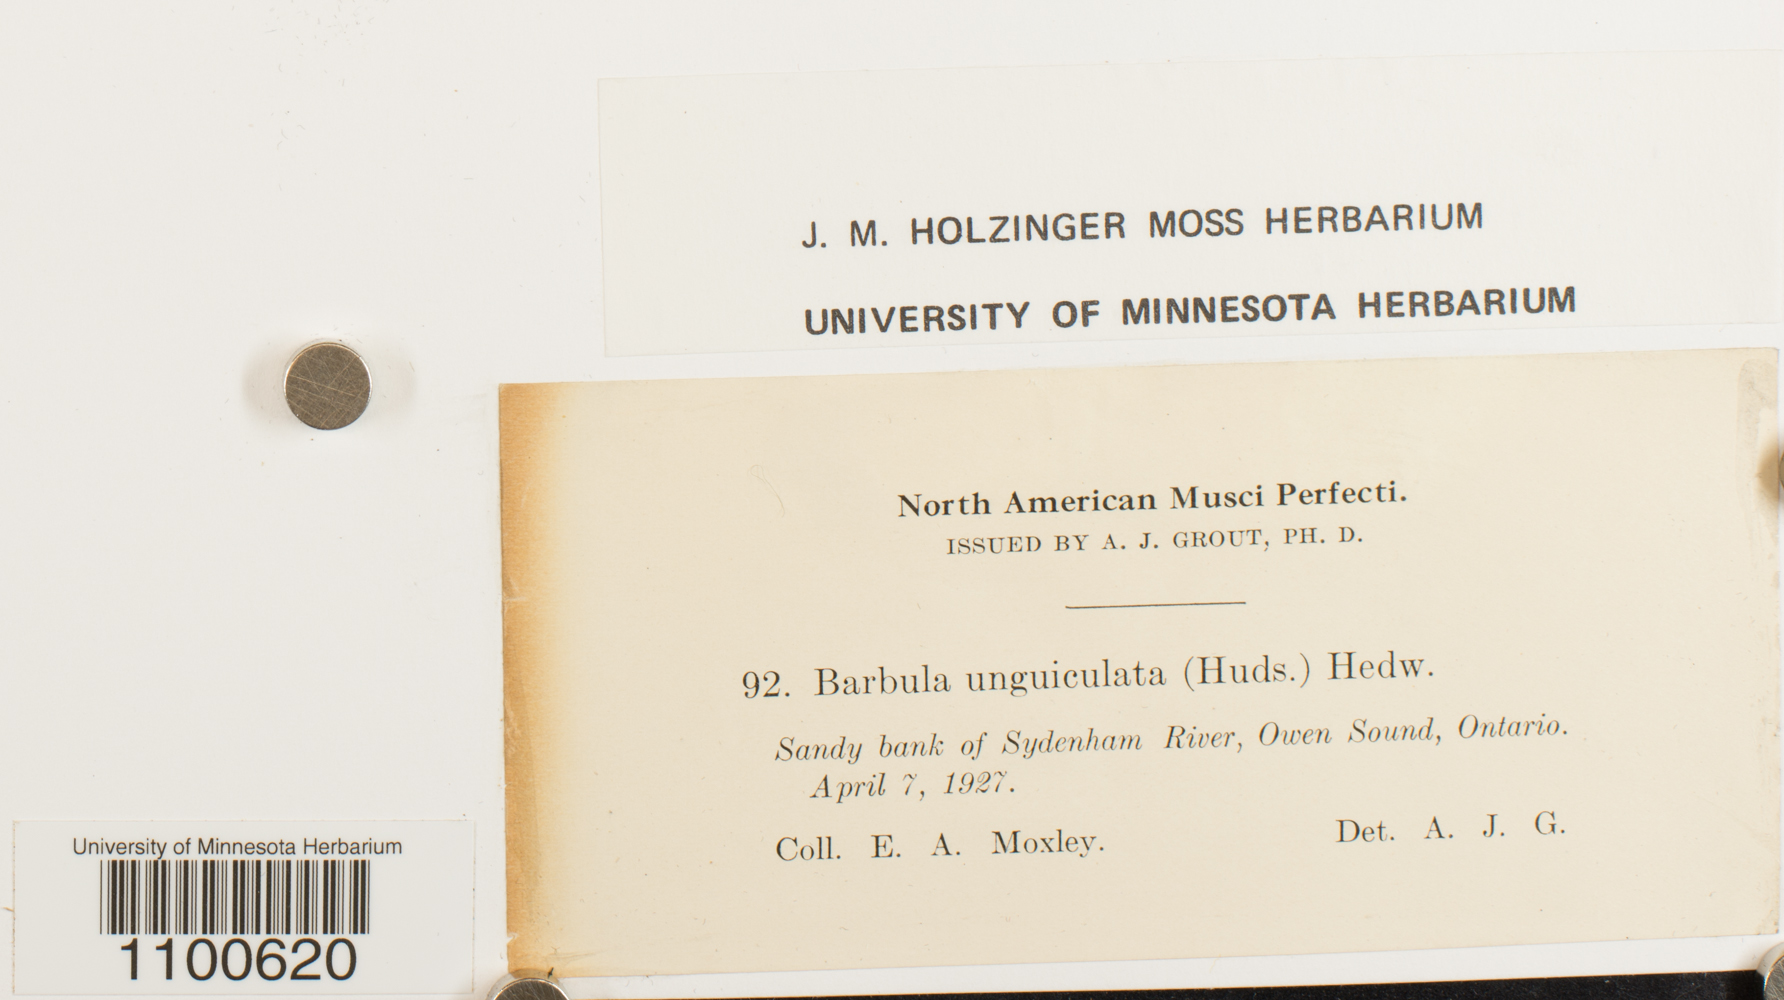 J. M. HOLZINGER MOSS HERBARIUM
UNIVERSITY OF MINNESOTA HERBARIUM
North American Musci Perfecti.
ISSUED BY A. J. GROUT, PH. D.
92. Barbula unguiculata (Huds.) Hedw.
Sandy bank of Sydenham River, Owen Sound, Ontario.
April 7, 1927.
Coll. E. A. Moxley. Det. A. J. G.
University of Minnesota Herbarium
1100620